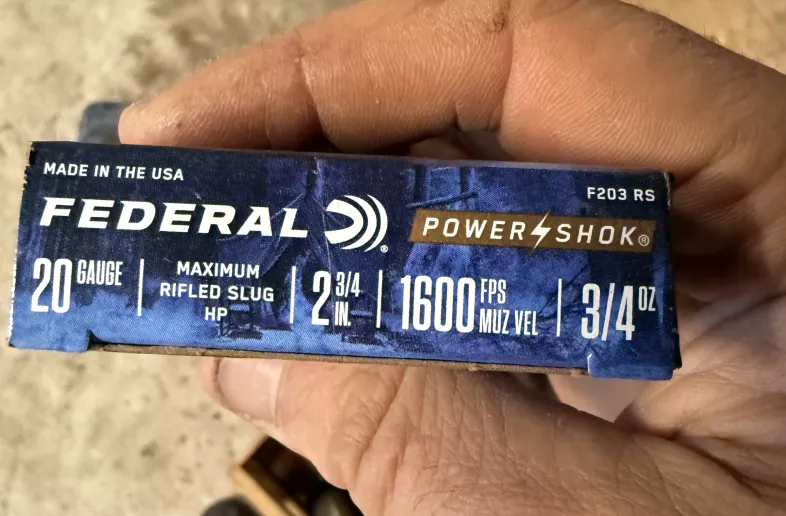 MADE IN THE USA
F203 RS
FEDERAL®
POWER SHOK®
20 GAUGE
MAXIMUM
RIFLED SLUG
HP
2 3/4
IN.
1600 FPS
MUZ VEL
3/4 OZ